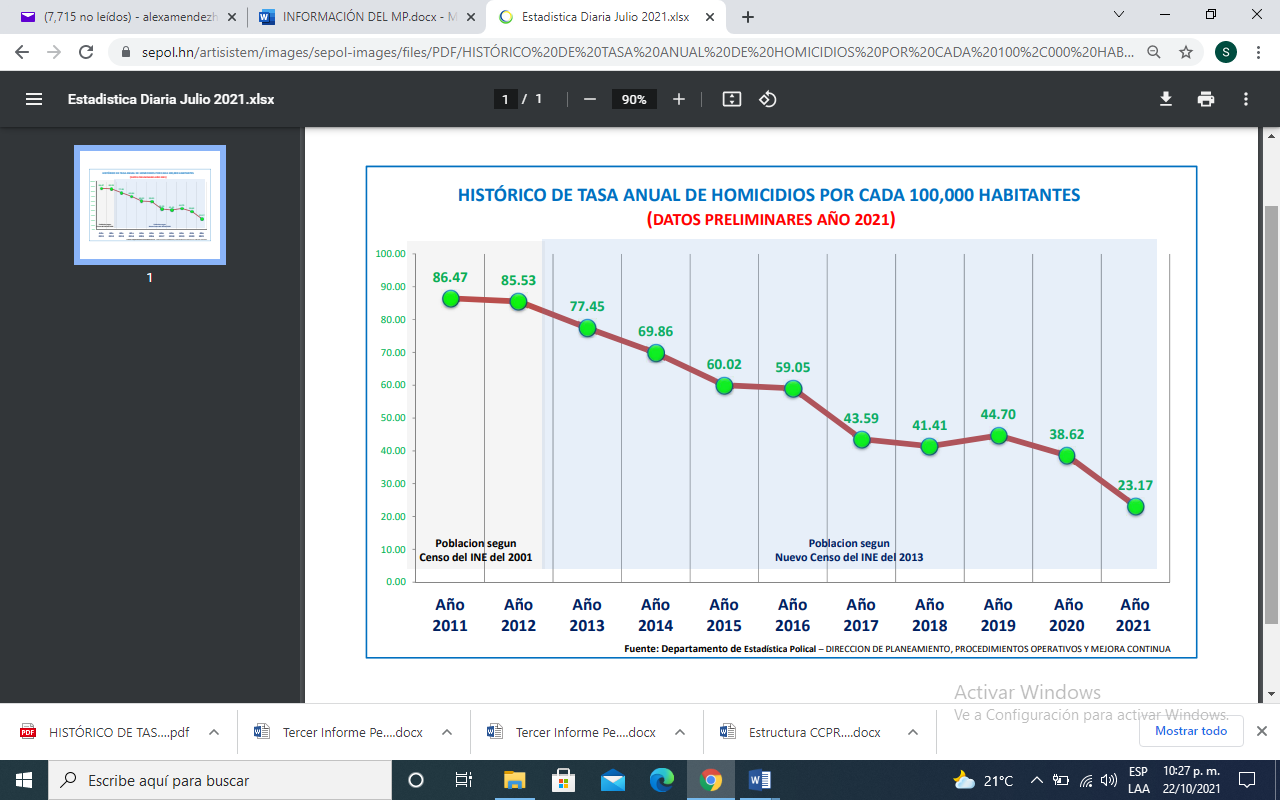 (7,715 no leídos) - alexamendezh
INFORMACIÓN DEL MP.docx - M
Estadistica Diaria Julio 2021.xlsx
sepol.hn/artisistem/images/sepol-images/files/PDF/HISTÓRICO%20DE%20TASA%20ANUAL%20DE%20HOMICIDIOS%20POR%20CADA%20100%2C000%20HAB...
S
Estadistica Diaria Julio 2021.xlsx
1 / 1
90%
1
HISTÓRICO DE TASA ANUAL DE HOMICIDIOS POR CADA 100,000 HABITANTES
(DATOS PRELIMINARES AÑO 2021)
100.00
90.00
80.00
70.00
60.00
50.00
40.00
30.00
20.00
10.00
0.00
86.47
85.53
77.45
69.86
60.02
59.05
43.59
41.41
44.70
38.62
23.17
Poblacion segun
Censo del INE del 2001
Poblacion segun
Nuevo Censo del INE del 2013
Año 2011
Año 2012
Año 2013
Año 2014
Año 2015
Año 2016
Año 2017
Año 2018
Año 2019
Año 2020
Año 2021
Fuente: Departamento de Estadística Polical – DIRECCION DE PLANEAMIENTO, PROCEDIMIENTOS OPERATIVOS Y MEJORA CONTINUA
Activar Windows
Ve a Configuración para activar Windows.
HISTÓRICO DE TAS....pdf
Tercer Informe Pe....docx
Tercer Informe Pe....docx
Estructura CCPR....docx
Mostrar todo
Escribe aquí para buscar
21°C
ESP
LAA
10:27 p. m.
22/10/2021